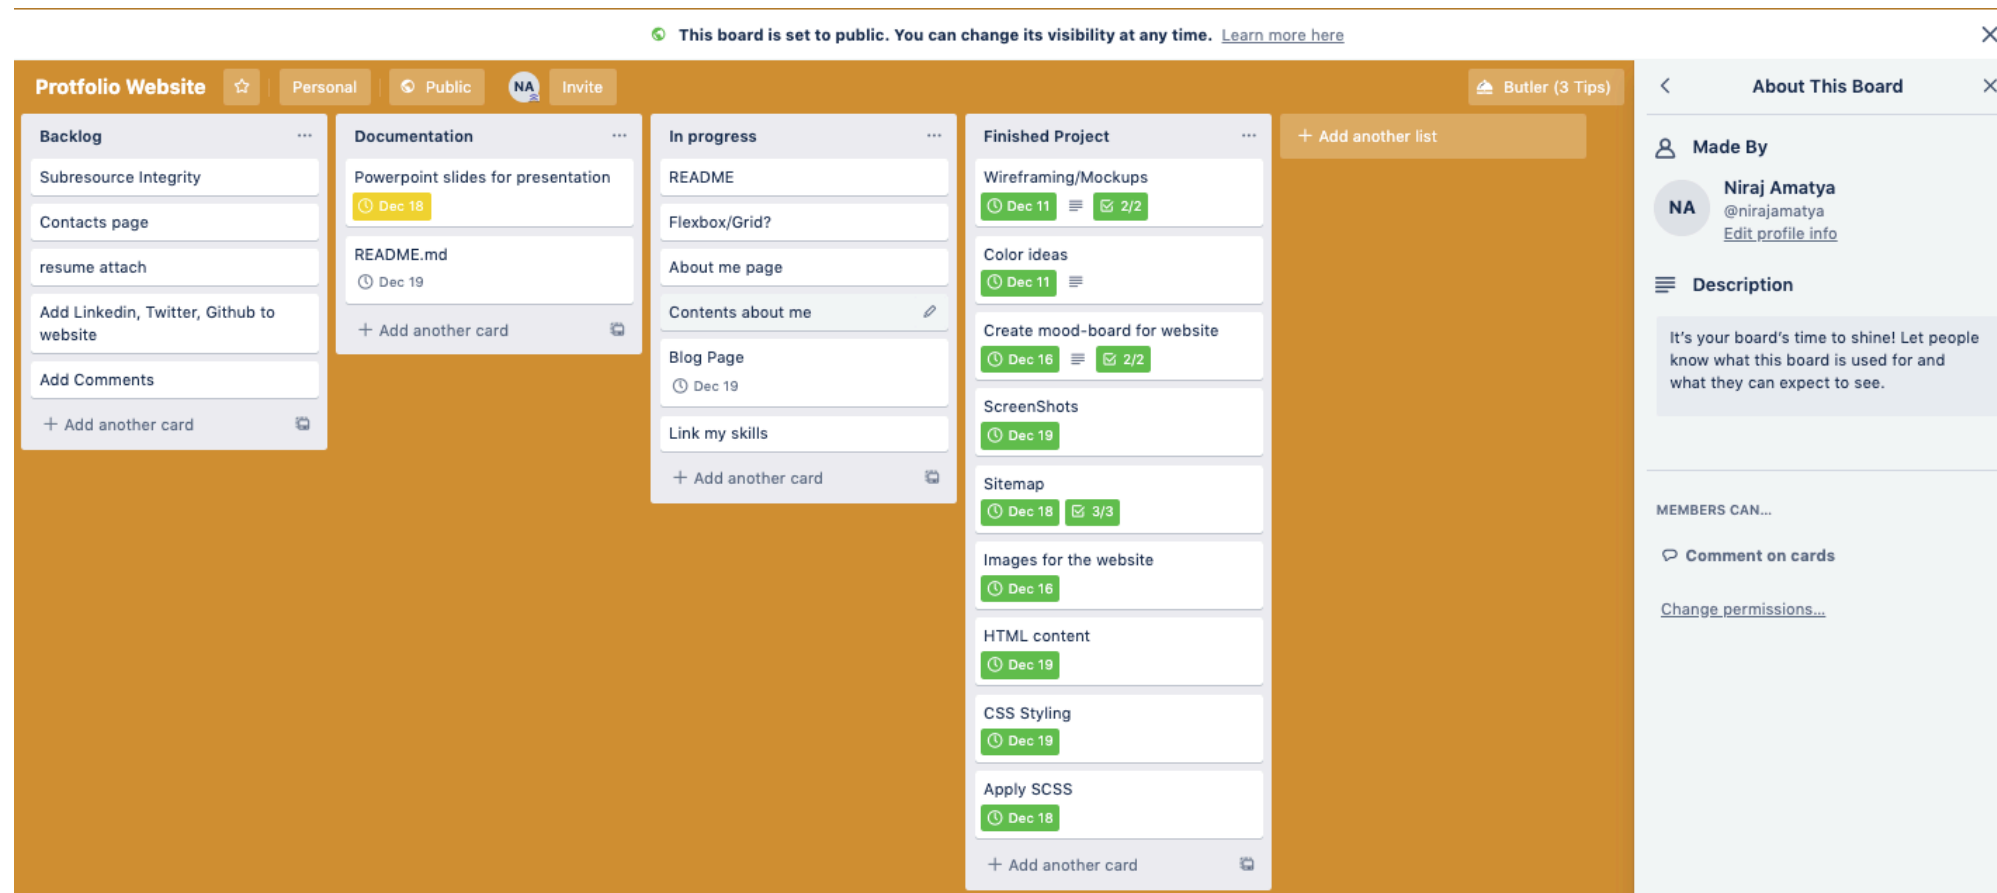 This board is set to public. You can change its visibility at any time. Learn more here
Protfolio Website
Personal
Public
NA
Invite
Butler (3 Tips)
Backlog
Subresource Integrity
Contacts page
resume attach
Add Linkedin, Twitter, Github to
website
Add Comments
+ Add another card
Documentation
Powerpoint slides for presentation
Dec 18
README.md
Dec 19
+ Add another card
In progress
README
Flexbox/Grid?
About me page
Contents about me
Blog Page
Dec 19
Link my skills
+ Add another card
Finished Project
Wireframing/Mockups
Dec 11 2/2
Color ideas
Dec 11
Create mood-board for website
Dec 16 2/2
ScreenShots
Dec 19
Sitemap
Dec 18 3/3
Images for the website
Dec 16
HTML content
Dec 19
CSS Styling
Dec 19
Apply SCSS
Dec 18
+ Add another card
+ Add another list
About This Board
Made By
NA
Niraj Amatya
@nirajamatya
Edit profile info
Description
It's your board's time to shine! Let people
know what this board is used for and
what they can expect to see.
MEMBERS CAN...
Comment on cards
Change permissions...